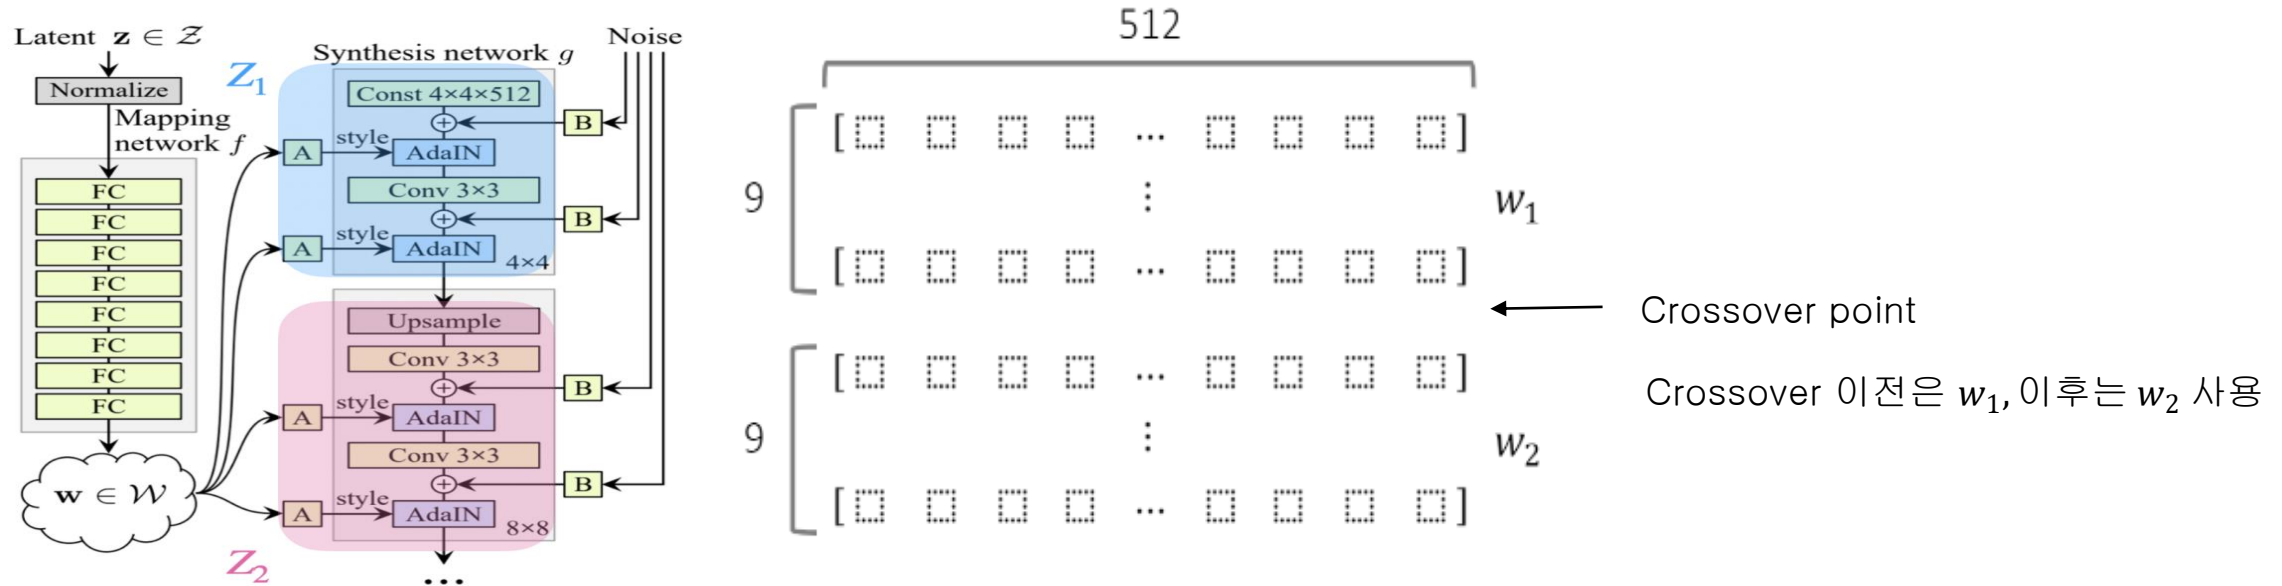 Latent z ∈ 𝒵
Normalize
Mapping
network f
FC
FC
FC
FC
FC
FC
FC
FC
w ∈ 𝒲
Z₁
Synthesis network g
Noise
Const 4×4×512
B
A
style
AdaIN
Conv 3×3
B
A
style
AdaIN
4×4
Upsample
Conv 3×3
B
A
style
AdaIN
Conv 3×3
B
A
style
AdaIN
8×8
Z₂
...
512
[ ... ]
9
⋮
w₁
[ ... ]
Crossover point
Crossover 이전은 w₁, 이후는 w₂ 사용
[ ... ]
9
⋮
w₂
[ ... ]